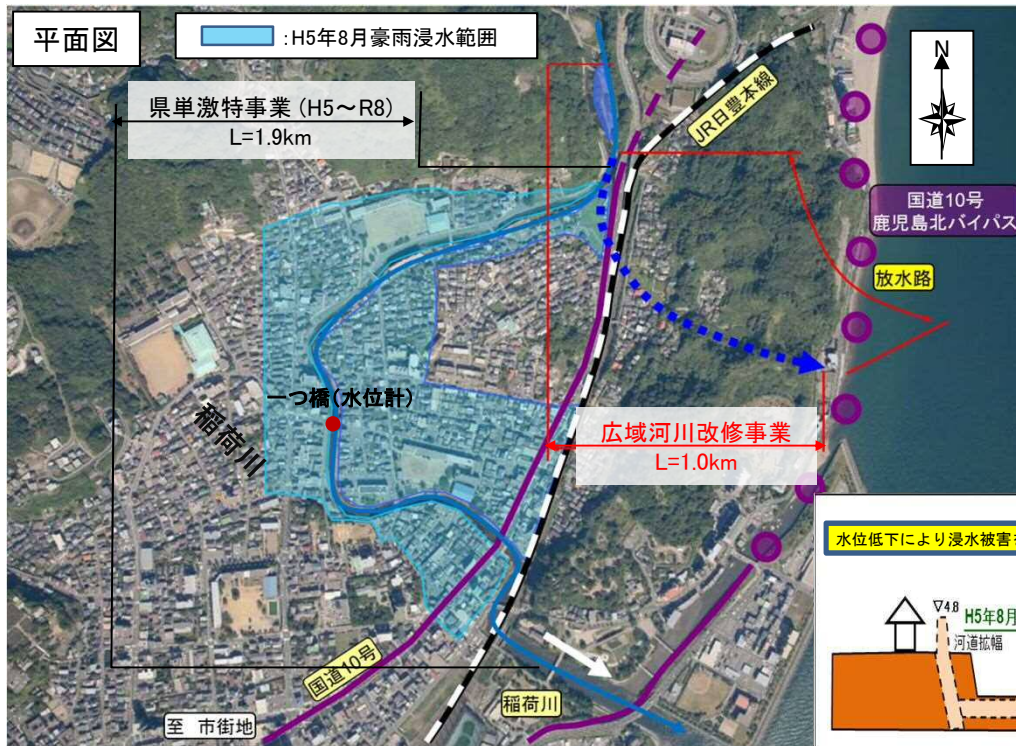 平面図
:H5年8月豪雨浸水範囲
N
県単激特事業(H5～R8)
L=1.9km
JR日豊本線
国道10号
鹿児島北バイパス
放水路
一つ橋(水位計)
稲荷川
広域河川改修事業
L=1.0km
水位低下により浸水被害
▽4.8
H5年8月
河道拡幅
国道10号
稲荷川
至 市街地